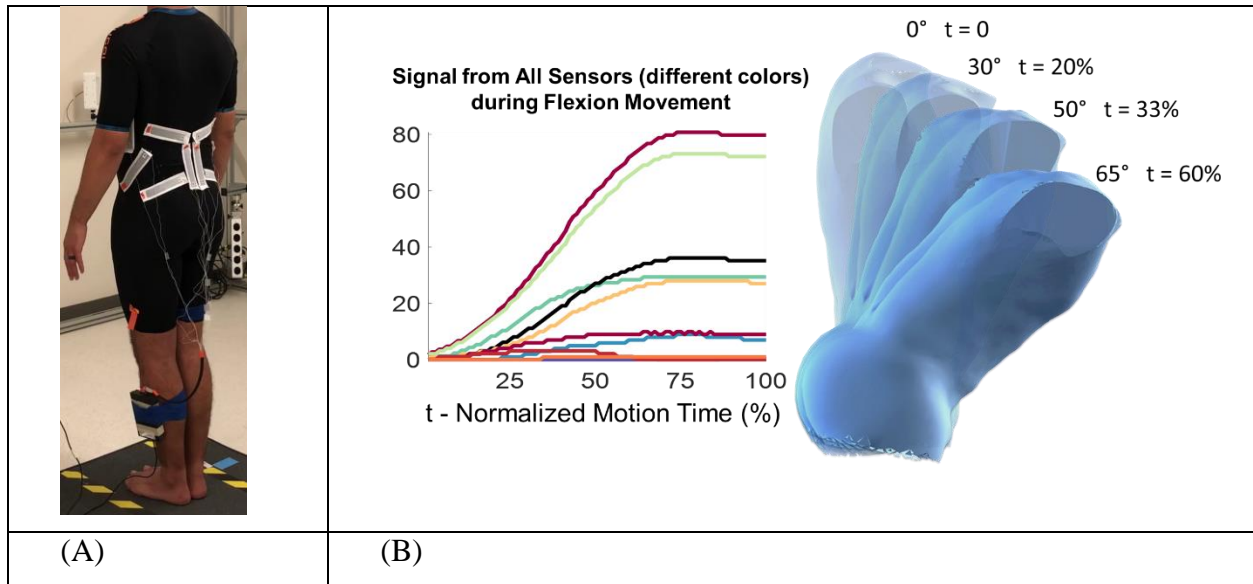 Signal from All Sensors (different colors)
during Flexion Movement
80
60
40
20
0
25 50 75 100
t - Normalized Motion Time (%)
0° t = 0
30° t = 20%
50° t = 33%
65° t = 60%
(A)
(B)